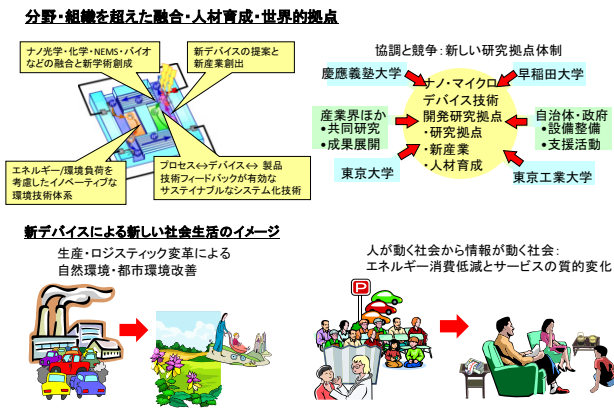 分野・組織を超えた融合・人材育成・世界的拠点
ナノ光学・化学・NEMS・バイオ
などの融合と新学術創成
新デバイスの提案と
新産業創出
エネルギー/環境負荷を
考慮したイノベーティブな
環境技術体系
プロセス↔デバイス↔ 製品
技術フィードバックが有効な
サステイナブルなシステム化技術
協調と競争:新しい研究拠点体制
慶應義塾大学
早稲田大学
ナノ・マイクロ
デバイス技術
開発研究拠点
・研究拠点
・新産業
・人材育成
産業界ほか
•共同研究
•成果展開
自治体・政府
•設備整備
•支援活動
東京大学
東京工業大学
新デバイスによる新しい社会生活のイメージ
生産・ロジスティック変革による
自然環境・都市環境改善
人が動く社会から情報が動く社会:
エネルギー消費低減とサービスの質的変化
P